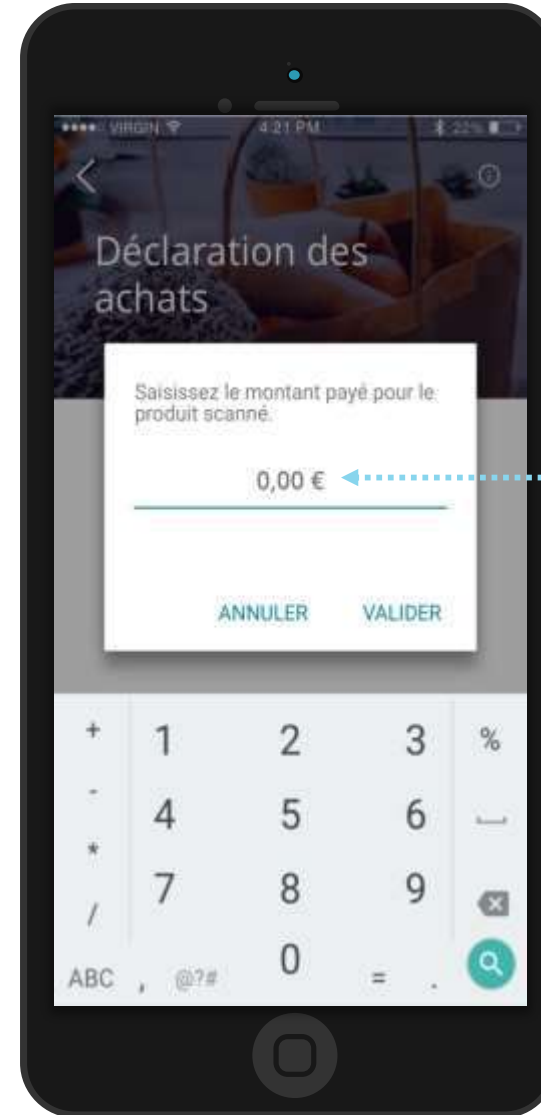 VIRGIN 4:21 PM 22%
Déclaration des
achats
Saisissez le montant payé pour le
produit scanné.
0,00 €
ANNULER VALIDER
+ 1 2 3 %
- 4 5 6
* 7 8 9
/ 0
ABC , @?# = .